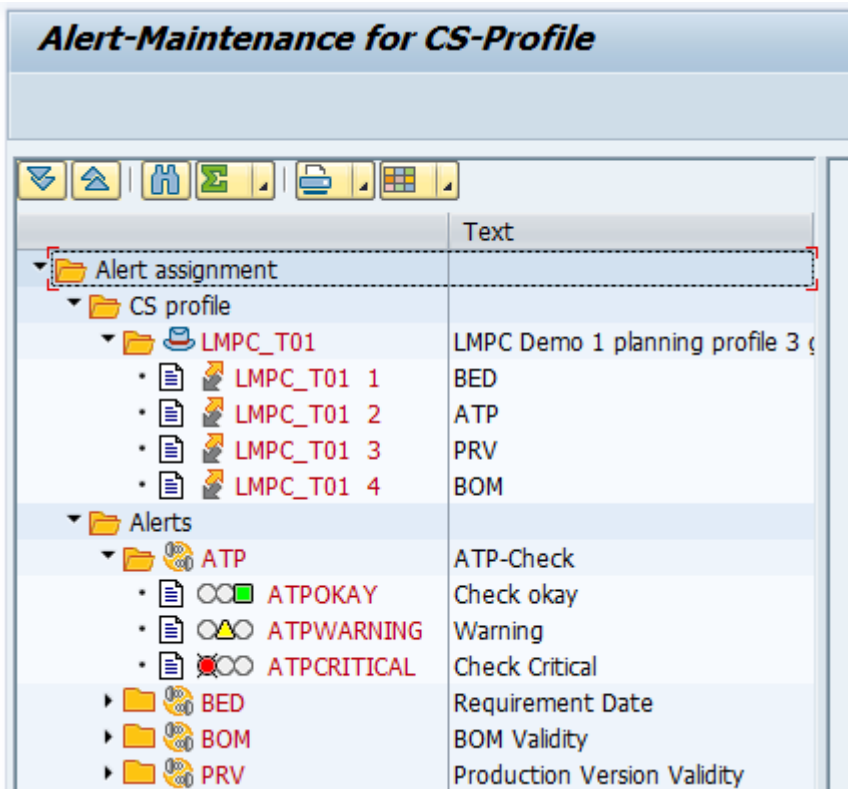 Alert-Maintenance for CS-Profile
Text
Alert assignment
CS profile
LMPC_T01 LMPC Demo 1 planning profile 3
LMPC_T01 1 BED
LMPC_T01 2 ATP
LMPC_T01 3 PRV
LMPC_T01 4 BOM
Alerts
ATP ATP-Check
ATPOKAY Check okay
ATPWARNING Warning
ATPCRITICAL Check Critical
BED Requirement Date
BOM BOM Validity
PRV Production Version Validity